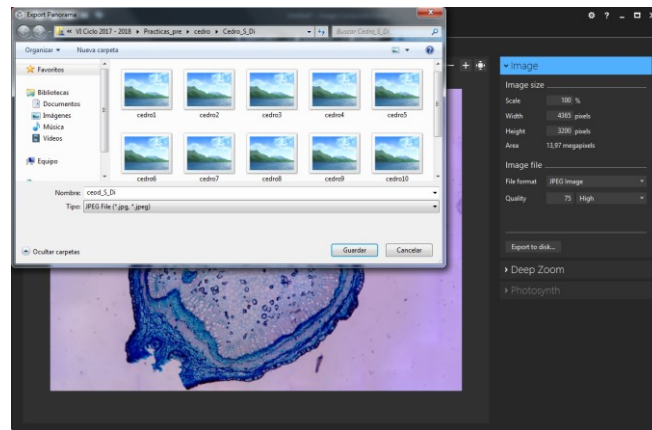 Export Panorama
« VI Ciclo 2017 - 2018 ▸ Practicas_pre ▸ cedro ▸ Cedro_S_Di
Buscar Cedro_S_Di
Organizar
Nueva carpeta
Favoritos
Bibliotecas
Documentos
Imágenes
Música
Videos
Equipo
cedro1 cedro2 cedro3 cedro4 cedro5
cedro6 cedro7 cedro8 cedro9 cedro10
Nombre: ceod_S_Di
Tipo: JPEG File (*.jpg, *.jpeg)
Ocultar carpetas
Guardar
Cancelar
Image
Image size
Scale 100 %
Width 4365 pixels
Height 3200 pixels
Area 13,97 megapixels
Image file
File format JPEG Image
Quality 75 High
Export to disk...
Deep Zoom
Photosynth